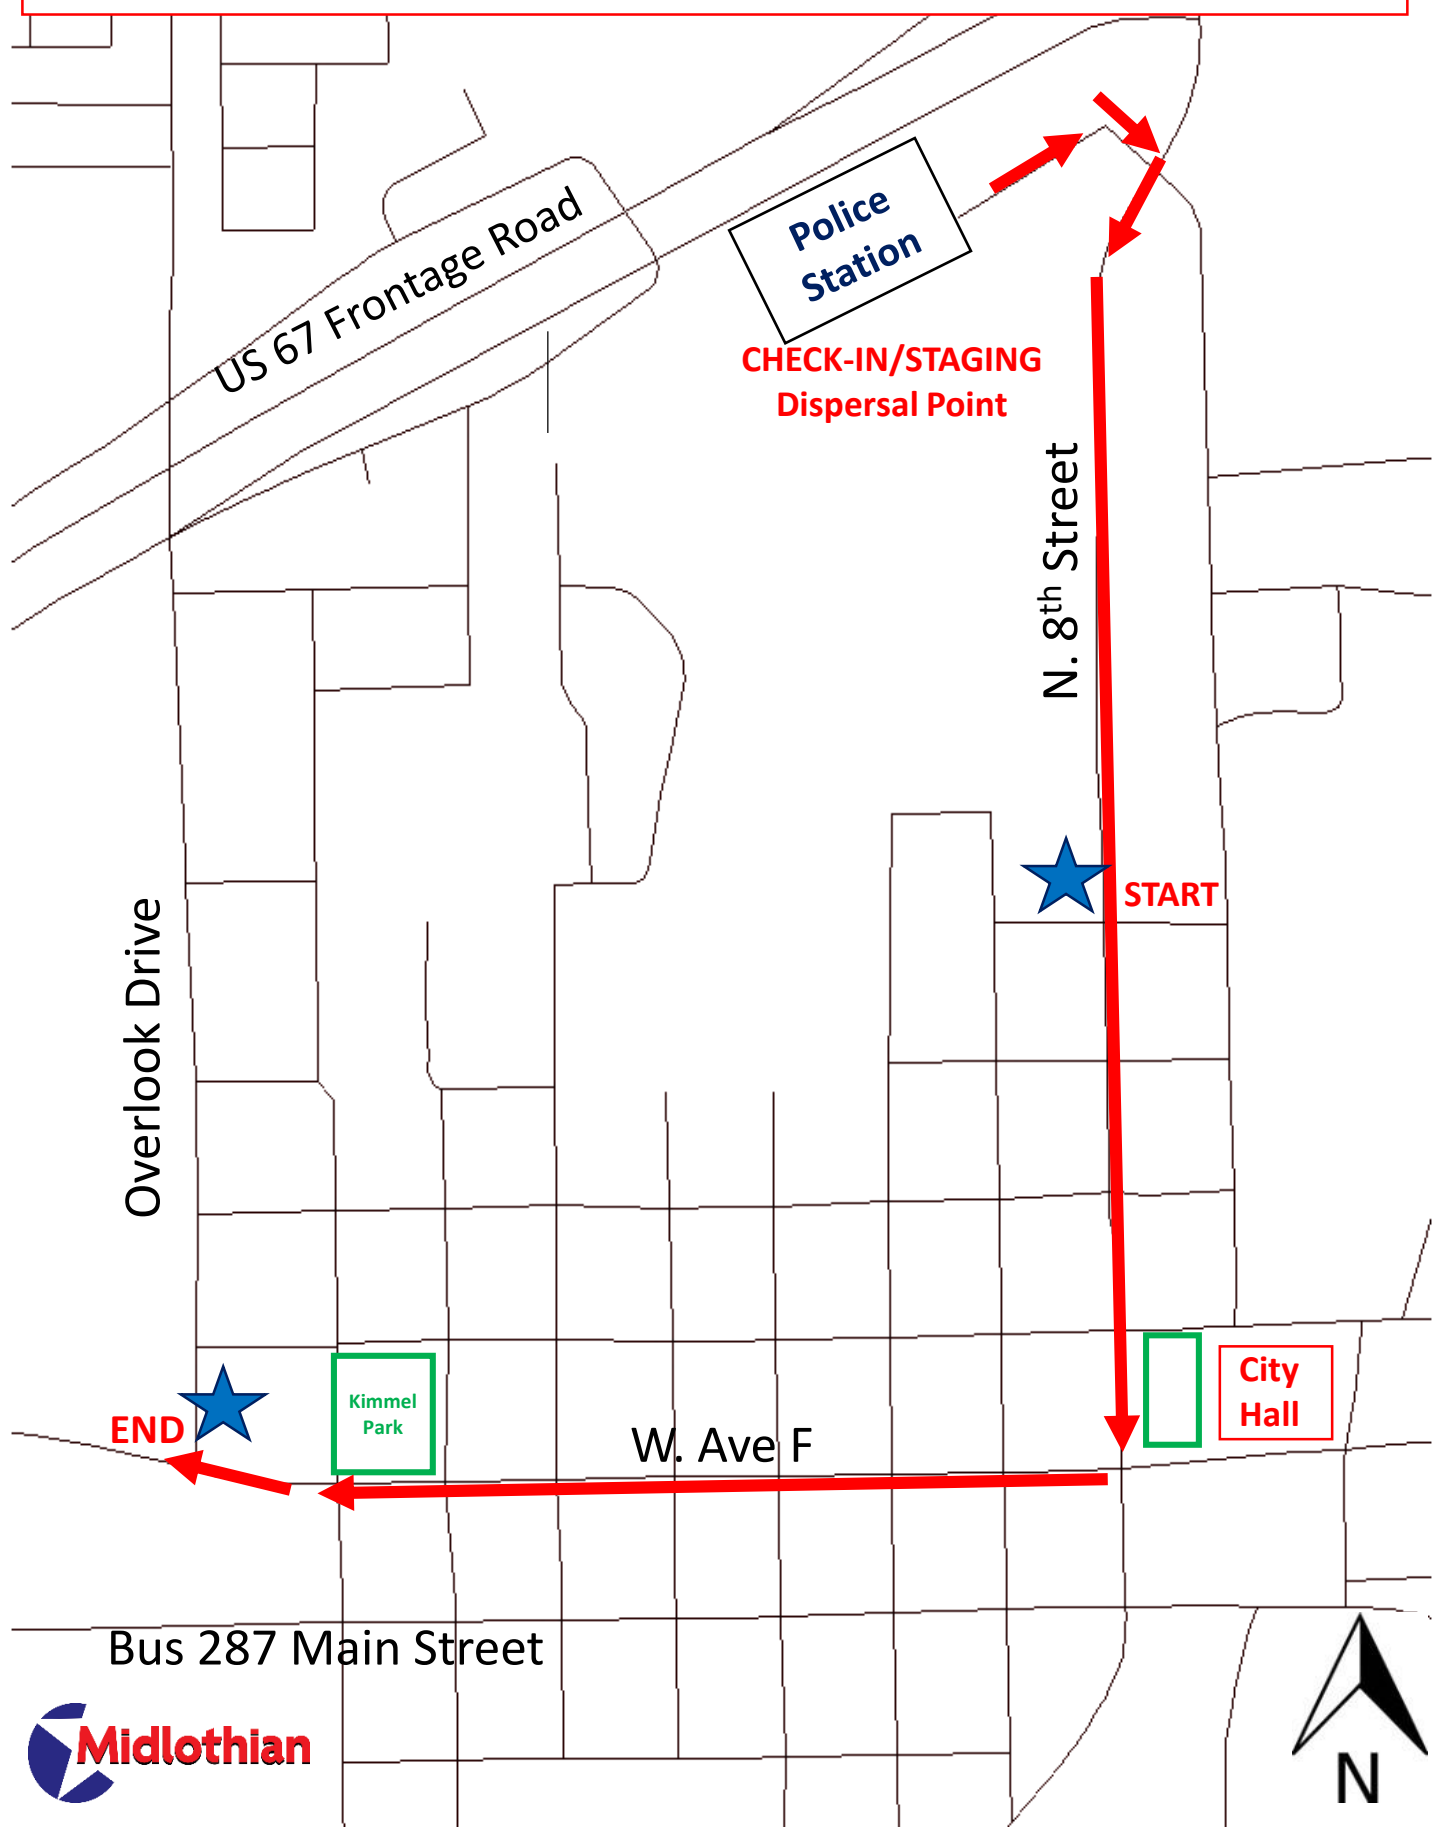 US 67 Frontage Road
Police
Station
CHECK-IN/STAGING
Dispersal Point
N. 8th Street
START
Overlook Drive
City
Hall
Kimmel
Park
END
W. Ave F
Bus 287 Main Street
Midlothian
N